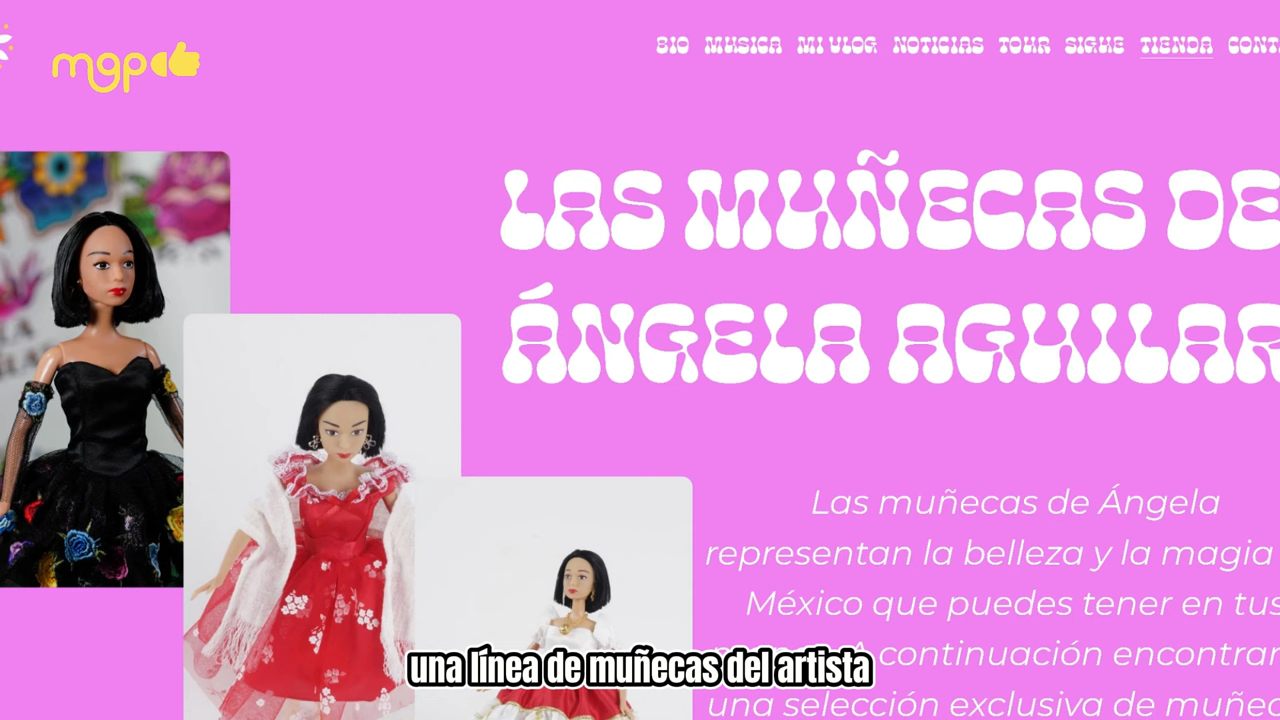 mgp
BIO MUSICA MI VLOG NOTICIAS TOUR SIGUE TIENDA CONT
LAS MUÑECAS DE
ÁNGELA AGUILAR
Las muñecas de Ángela
representan la belleza y la magia
México que puedes tener en tus
A continuación encontrar
una selección exclusiva de muñec
una línea de muñecas del artista